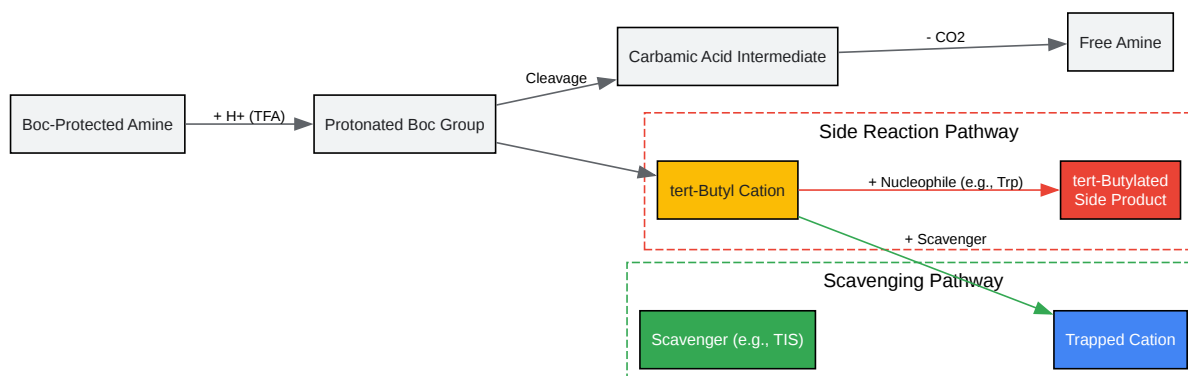 Boc-Protected Amine
+ H+ (TFA)
Protonated Boc Group
Cleavage
Carbamic Acid Intermediate
- CO2
Free Amine
Side Reaction Pathway
tert-Butyl Cation
+ Nucleophile (e.g., Trp)
tert-Butylated
Side Product
+ Scavenger
Scavenging Pathway
Scavenger (e.g., TIS)
Trapped Cation